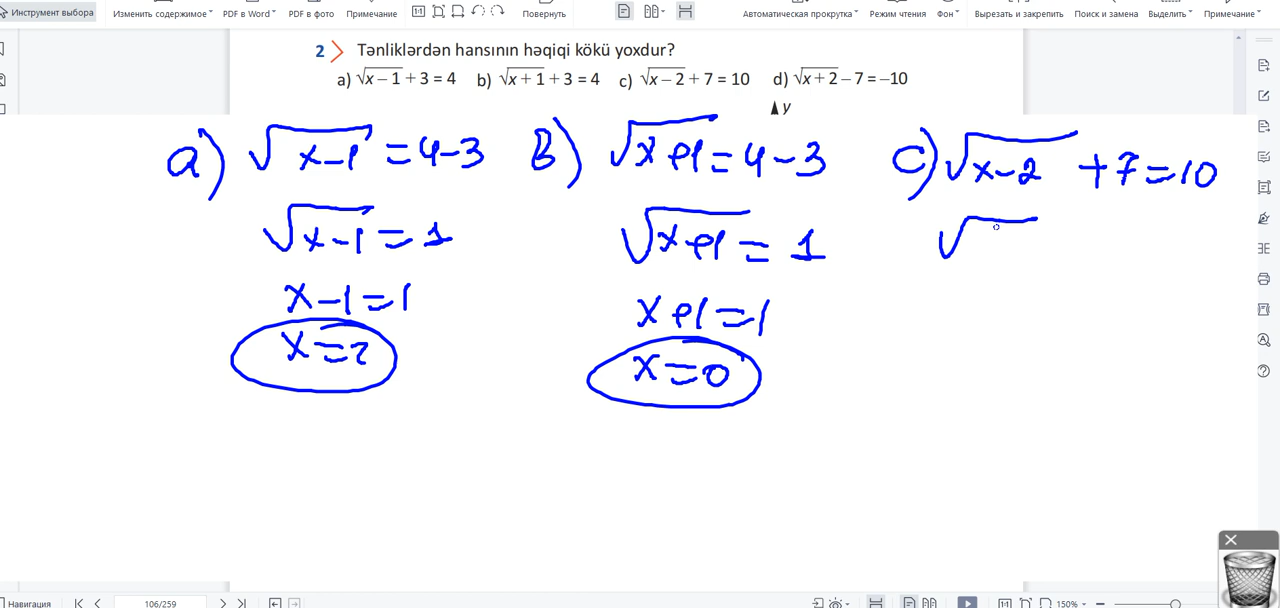 Инструмент выбора
Изменить содержимое PDF в Word PDF в фото Примечание Повернуть Автоматическая прокрутка Режим чтения Фон Вырезать и закрепить Поиск и замена Выделить Примечание
2 Tənliklərdən hansının həqiqi kökü yoxdur?
a) √x − 1 + 3 = 4 b) √x + 1 + 3 = 4 c) √x − 2 + 7 = 10 d) √x + 2 − 7 = −10
y
a) √x-1 = 4-3
√x-1 = 1
x-1=1
x=2
B) √x+1 = 4-3
√x+1 = 1
x+1=1
x=0
C) √x-2 + 7=10
√
Навигация 106/259 150%